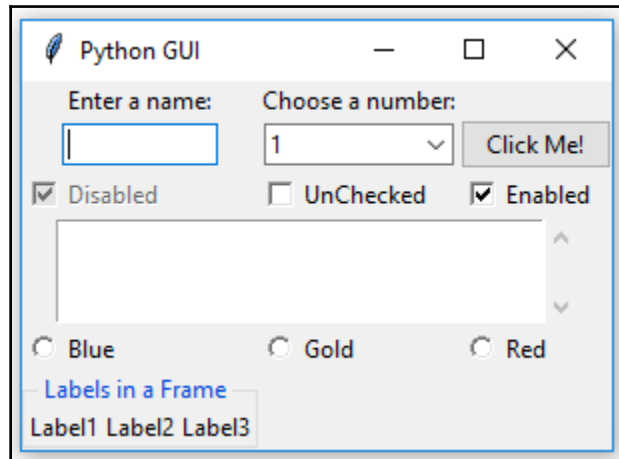 Python GUI
Enter a name: Choose a number:
1 Click Me!
Disabled UnChecked Enabled
Blue Gold Red
Labels in a Frame
Label1 Label2 Label3